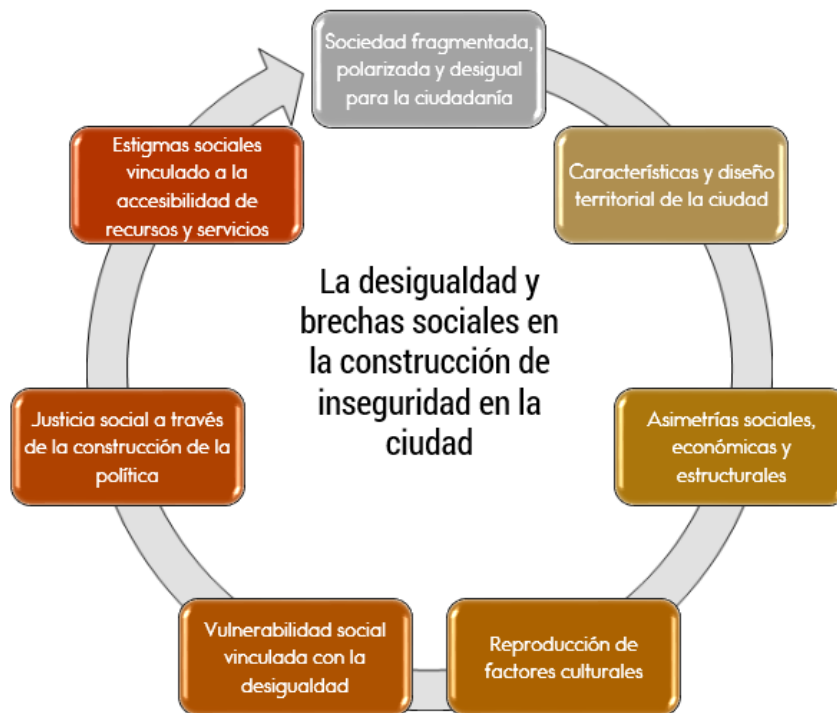 Sociedad fragmentada,
polarizada y desigual
para la ciudadanía
Características y diseño
territorial de la ciudad
Asimetrías sociales,
económicas y
estructurales
Reproducción de
factores culturales
Vulnerabilidad social
vinculada con la
desigualdad
Justicia social a través
de la construcción de la
política
Estigmas sociales
vinculado a la
accesibilidad de
recursos y servicios
La desigualdad y
brechas sociales en
la construcción de
inseguridad en la
ciudad